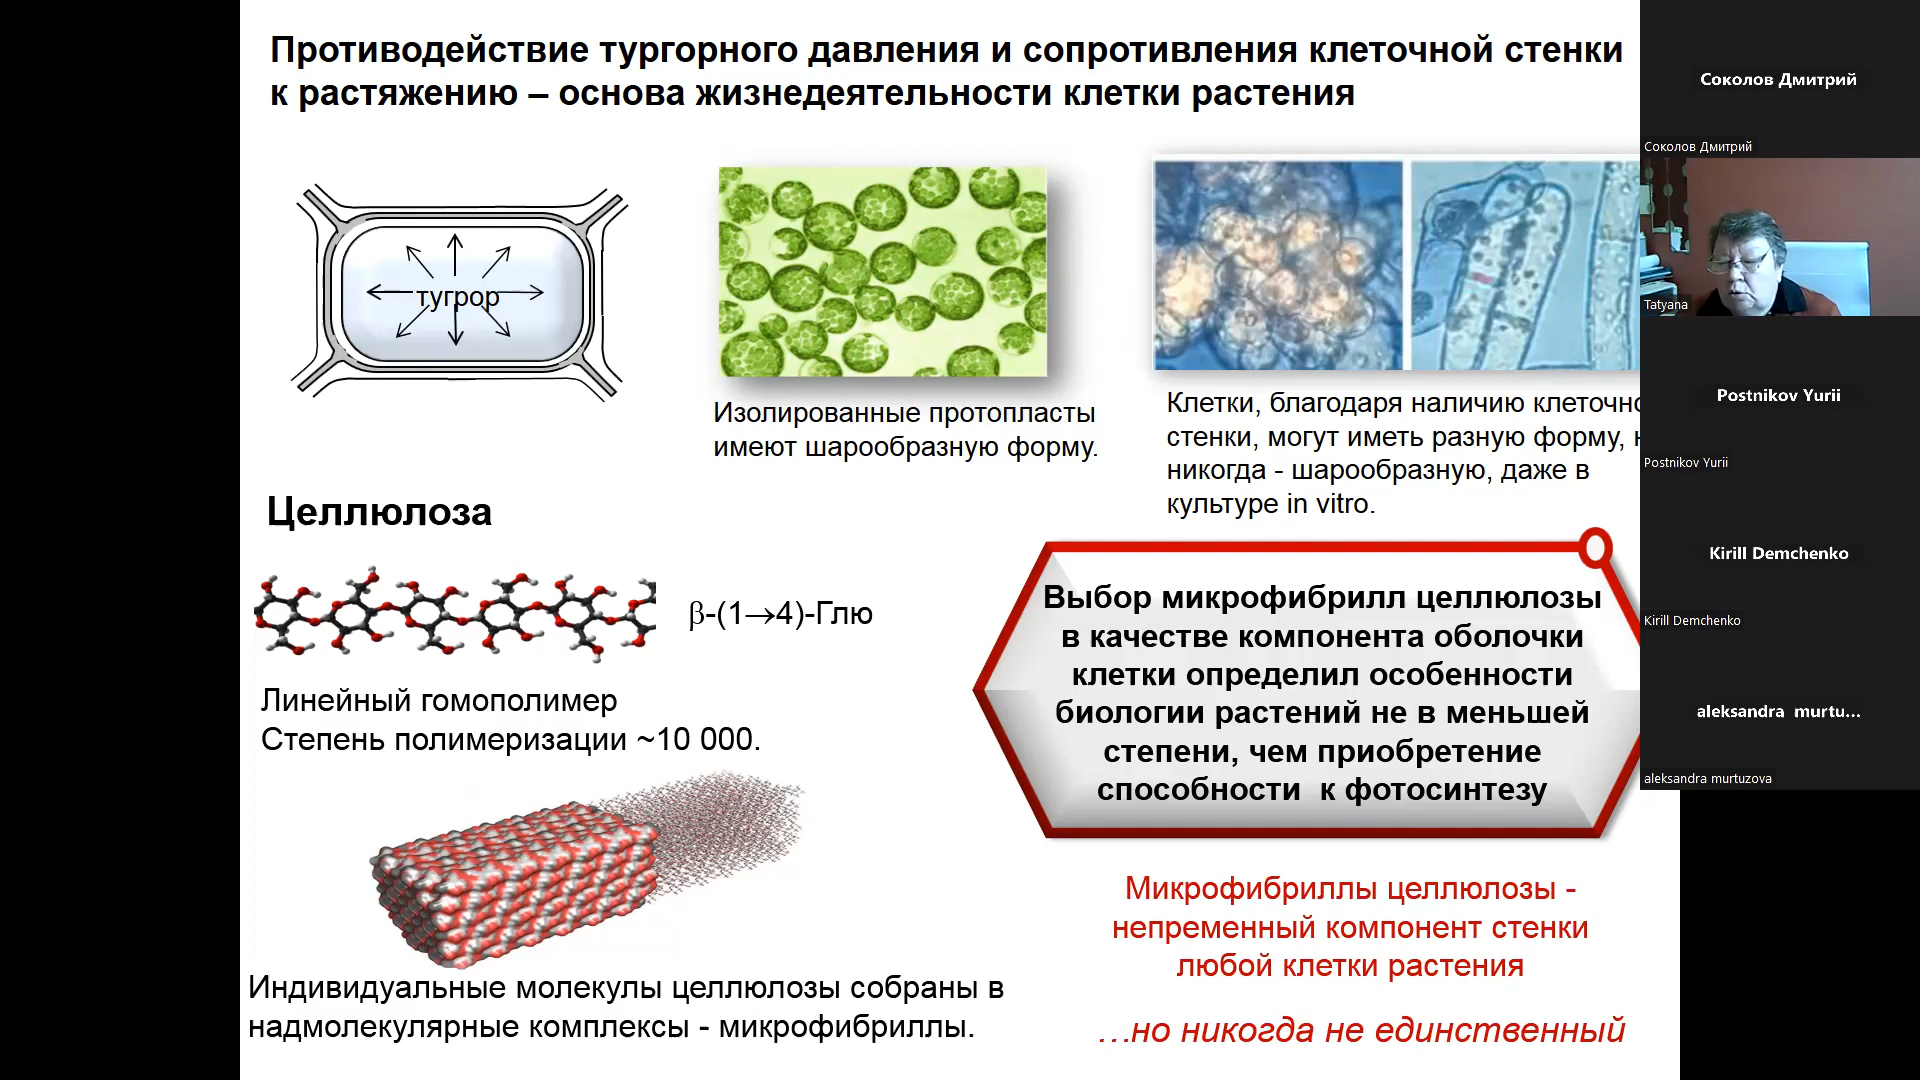 Противодействие тургорного давления и сопротивления клеточной стенки
к растяжению – основа жизнедеятельности клетки растения
тугрор
Изолированные протопласты
имеют шарообразную форму.
Клетки, благодаря наличию клеточно
стенки, могут иметь разную форму,
никогда - шарообразную, даже в
культуре in vitro.
Целлюлоза
β-(1→4)-Глю
Линейный гомополимер
Степень полимеризации ~10 000.
Индивидуальные молекулы целлюлозы собраны в
надмолекулярные комплексы - микрофибриллы.
Выбор микрофибрилл целлюлозы
в качестве компонента оболочки
клетки определил особенности
биологии растений не в меньшей
степени, чем приобретение
способности к фотосинтезу
Микрофибриллы целлюлозы -
непременный компонент стенки
любой клетки растения
…но никогда не единственный
Соколов Дмитрий
Соколов Дмитрий
Tatyana
Postnikov Yurii
Postnikov Yurii
Kirill Demchenko
Kirill Demchenko
aleksandra murtu...
aleksandra murtuzova